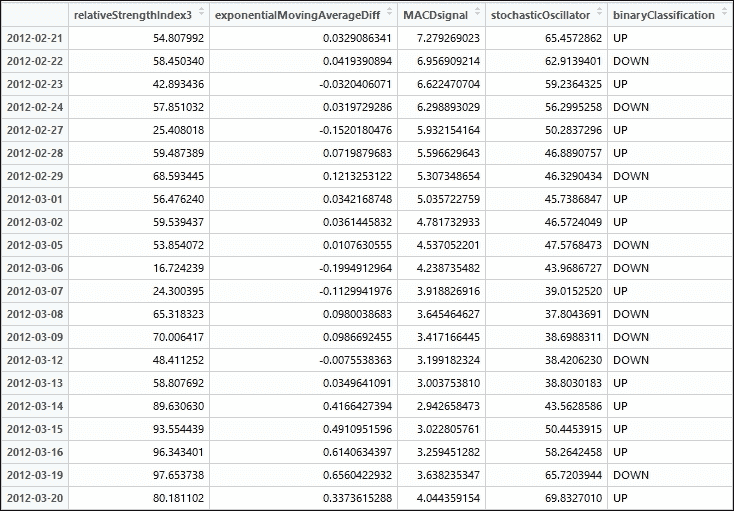 relativeStrengthIndex3 exponentialMovingAverageDiff MACDsignal stochasticOscillator binaryClassification
2012-02-21 54.807992 0.0329086341 7.279269023 65.4572862 UP
2012-02-22 58.450340 0.0419390894 6.956909214 62.9139401 DOWN
2012-02-23 42.893436 -0.0320406071 6.622470704 59.2364325 UP
2012-02-24 57.851032 0.0319729286 6.298893029 56.2995258 DOWN
2012-02-27 25.408018 -0.1520180476 5.932154164 50.2837296 UP
2012-02-28 59.487389 0.0719879683 5.596629643 46.8890757 UP
2012-02-29 68.593445 0.1213253122 5.307348654 46.3290434 DOWN
2012-03-01 56.476240 0.0342168748 5.035722759 45.7386847 UP
2012-03-02 59.539437 0.0361445832 4.781732933 46.5724049 UP
2012-03-05 53.854072 0.0107630555 4.537052201 47.5768473 DOWN
2012-03-06 16.724239 -0.1994912964 4.238735482 43.9686727 DOWN
2012-03-07 24.300395 -0.1129941976 3.918826916 39.0152520 UP
2012-03-08 65.318323 0.0980038683 3.645464627 37.8043691 DOWN
2012-03-09 70.006417 0.0986692455 3.417166445 38.6988311 DOWN
2012-03-12 48.411252 -0.0075538363 3.199182324 38.4206230 DOWN
2012-03-13 58.807692 0.0349641091 3.003753810 38.8030183 UP
2012-03-14 89.630630 0.4166427394 2.942658473 43.5628586 UP
2012-03-15 93.554439 0.4910951596 3.022805761 50.4453915 UP
2012-03-16 96.343401 0.6140634397 3.259451282 58.2642458 UP
2012-03-19 97.653738 0.6560422932 3.638235347 65.7203944 DOWN
2012-03-20 80.181102 0.3373615288 4.044359154 69.8327010 UP